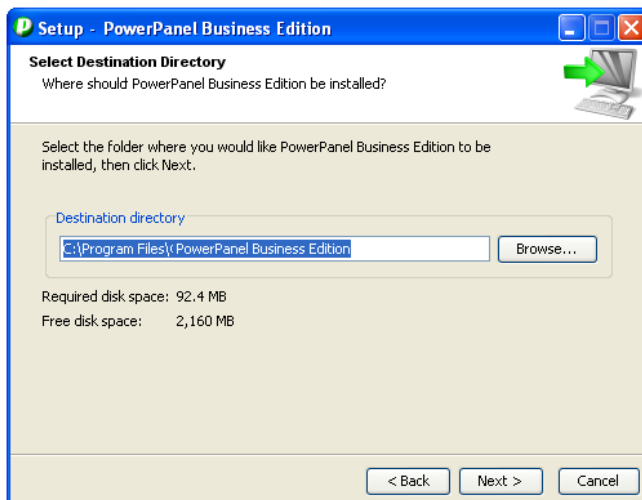 Setup - PowerPanel Business Edition
Select Destination Directory
Where should PowerPanel Business Edition be installed?
Select the folder where you would like PowerPanel Business Edition to be
installed, then click Next.
Destination directory
C:\Program Files\(PowerPanel Business Edition
Browse...
Required disk space: 92.4 MB
Free disk space: 2,160 MB
< Back
Next >
Cancel